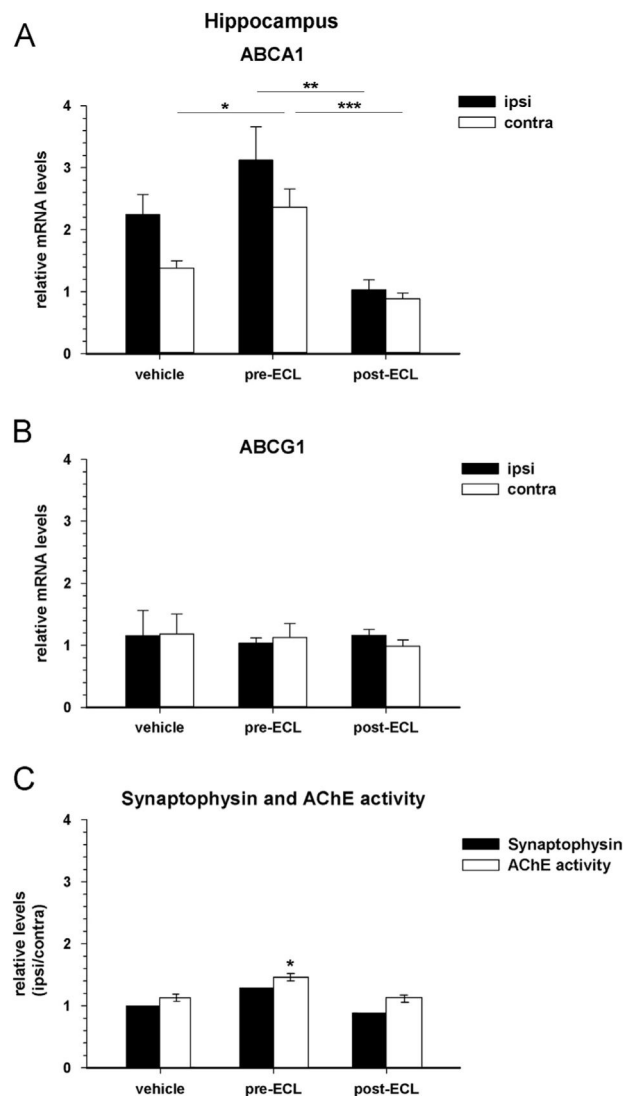 A
Hippocampus
ABCA1
**
* ***
ipsi
contra
relative mRNA levels
4
3
2
1
0
vehicle pre-ECL post-ECL
B
ABCG1
ipsi
contra
relative mRNA levels
4
3
2
1
0
vehicle pre-ECL post-ECL
C
Synaptophysin and AChE activity
Synaptophysin
AChE activity
relative levels
(ipsi/contra)
4
3
2
1
0
*
vehicle pre-ECL post-ECL